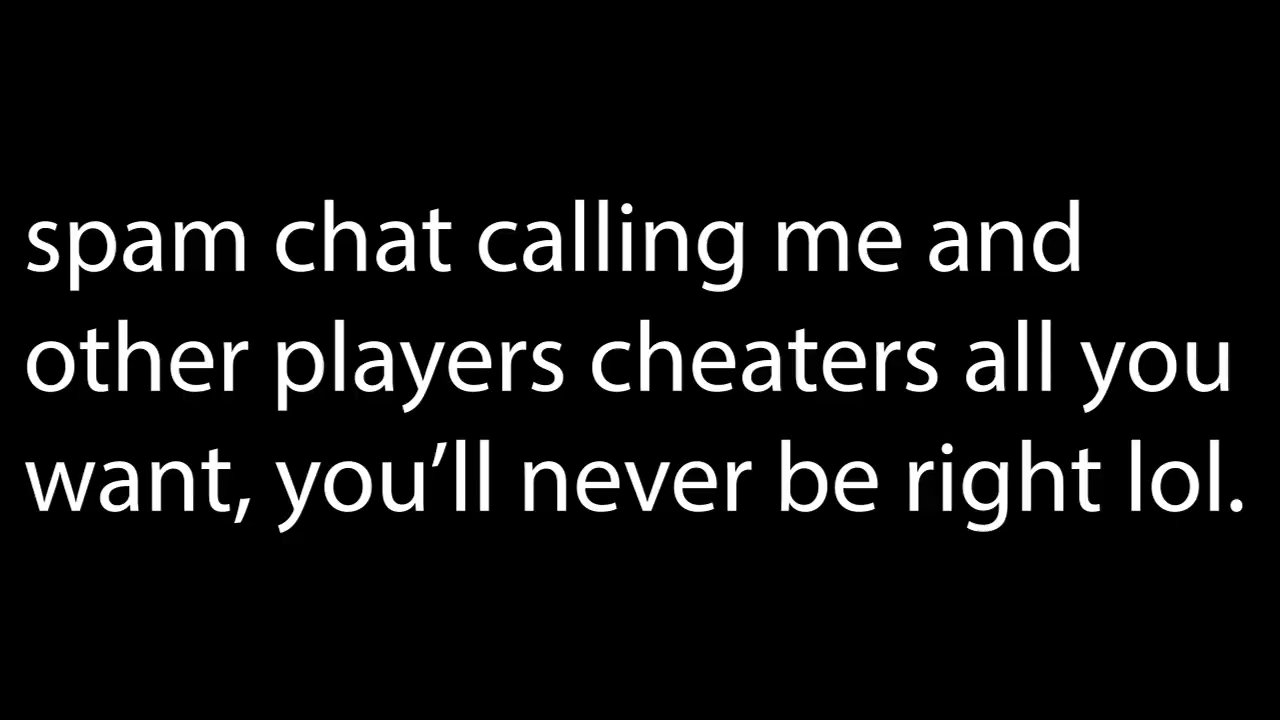 spam chat calling me and
other players cheaters all you
want, you’ll never be right lol.